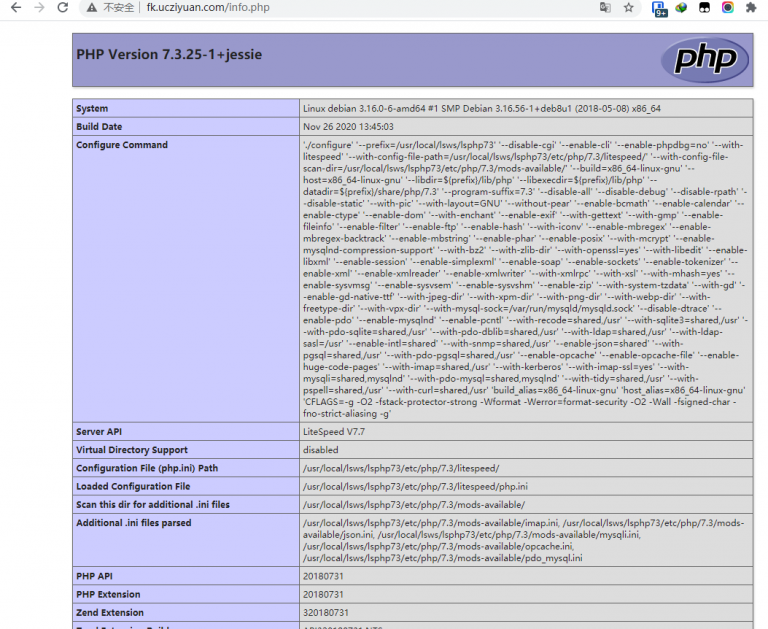 不安全 | fk.ucziyuan.com/info.php
9+
PHP Version 7.3.25-1+jessie
php
System Linux debian 3.16.0-6-amd64 #1 SMP Debian 3.16.56-1+deb8u1 (2018-05-08) x86_64
Build Date Nov 26 2020 13:45:03
Configure Command './configure' '--prefix=/usr/local/lsws/lsphp73' '--disable-cgi' '--enable-cli' '--enable-phpdbg=no' '--with-
litespeed' '--with-config-file-path=/usr/local/lsws/lsphp73/etc/php/7.3/litespeed/' '--with-config-file-
scan-dir=/usr/local/lsws/lsphp73/etc/php/7.3/mods-available/' '--build=x86_64-linux-gnu' '--
host=x86_64-linux-gnu' '--libdir=$(prefix)/lib/php' '--libexecdir=$(prefix)/lib/php' '--
datadir=$(prefix)/share/php/7.3' '--program-suffix=7.3' '--disable-all' '--disable-debug' '--disable-rpath' '-
-disable-static' '--with-pic' '--with-layout=GNU' '--without-pear' '--enable-bcmath' '--enable-calendar' '--
enable-ctype' '--enable-dom' '--with-enchant' '--enable-exif' '--with-gettext' '--with-gmp' '--enable-
fileinfo' '--enable-filter' '--enable-ftp' '--enable-hash' '--with-iconv' '--enable-mbregex' '--enable-
mbregex-backtrack' '--enable-mbstring' '--enable-phar' '--enable-posix' '--with-mcrypt' '--enable-
mysqlnd-compression-support' '--with-bz2' '--with-zlib-dir' '--with-openssl=yes' '--with-libedit' '--enable-
libxml' '--enable-session' '--enable-simplexml' '--enable-soap' '--enable-sockets' '--enable-tokenizer' '--
enable-xml' '--enable-xmlreader' '--enable-xmlwriter' '--with-xmlrpc' '--with-xsl' '--with-mhash=yes' '--
enable-sysvmsg' '--enable-sysvsem' '--enable-sysvshm' '--enable-zip' '--with-system-tzdata' '--with-gd' '-
-enable-gd-native-ttf' '--with-jpeg-dir' '--with-xpm-dir' '--with-png-dir' '--with-webp-dir' '--with-
freetype-dir' '--with-vpx-dir' '--with-mysql-sock=/var/run/mysqld/mysqld.sock' '--disable-dtrace' '--
enable-pdo' '--enable-mysqlnd' '--enable-pcntl' '--with-recode=shared,/usr' '--with-sqlite3=shared,/usr' '-
-with-pdo-sqlite=shared,/usr' '--with-pdo-dblib=shared,/usr' '--with-ldap=shared,/usr' '--with-ldap-
sasl=/usr' '--enable-intl=shared' '--with-snmp=shared,/usr' '--enable-json=shared' '--with-
pgsql=shared,/usr' '--with-pdo-pgsql=shared,/usr' '--enable-opcache' '--enable-opcache-file' '--enable-
huge-code-pages' '--with-imap=shared,/usr' '--with-kerberos' '--with-imap-ssl=yes' '--with-
mysqli=shared,mysqlnd' '--with-pdo-mysql=shared,mysqlnd' '--with-tidy=shared,/usr' '--with-
pspell=shared,/usr' '--with-curl=shared,/usr' 'build_alias=x86_64-linux-gnu' 'host_alias=x86_64-linux-gnu'
'CFLAGS=-g -O2 -fstack-protector-strong -Wformat -Werror=format-security -O2 -Wall -fsigned-char -
fno-strict-aliasing -g'
Server API LiteSpeed V7.7
Virtual Directory Support disabled
Configuration File (php.ini) Path /usr/local/lsws/lsphp73/etc/php/7.3/litespeed/
Loaded Configuration File /usr/local/lsws/lsphp73/etc/php/7.3/litespeed/php.ini
Scan this dir for additional .ini files /usr/local/lsws/lsphp73/etc/php/7.3/mods-available/
Additional .ini files parsed /usr/local/lsws/lsphp73/etc/php/7.3/mods-available/imap.ini, /usr/local/lsws/lsphp73/etc/php/7.3/mods-
available/json.ini, /usr/local/lsws/lsphp73/etc/php/7.3/mods-available/mysqli.ini,
/usr/local/lsws/lsphp73/etc/php/7.3/mods-available/opcache.ini,
/usr/local/lsws/lsphp73/etc/php/7.3/mods-available/pdo_mysql.ini
PHP API 20180731
PHP Extension 20180731
Zend Extension 320180731